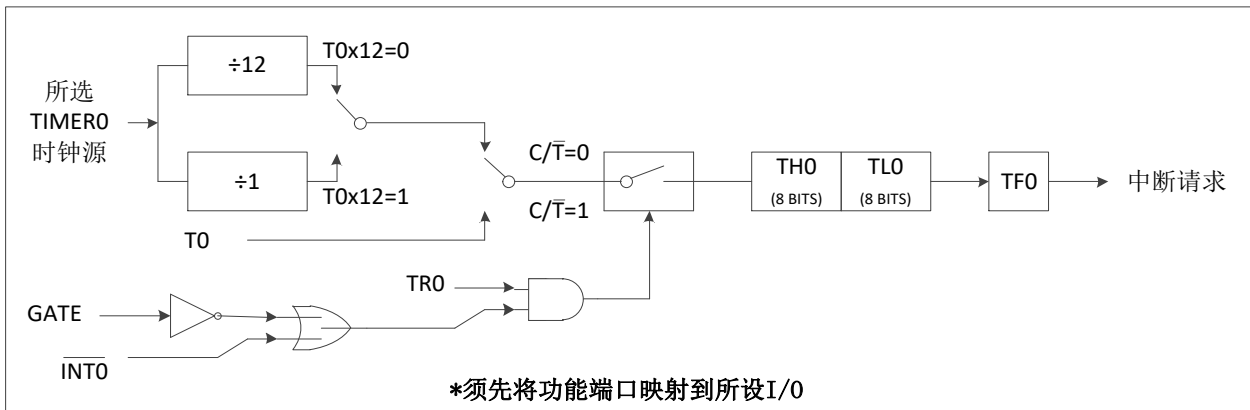 ÷12
T0x12=0
所选
TIMER0
时钟源
÷1
T0x12=1
T0
C/T̅=0
C/T̅=1
TH0
(8 BITS)
TL0
(8 BITS)
TF0
中断请求
TR0
GATE
I̅N̅T̅0̅
*须先将功能端口映射到所设I/0